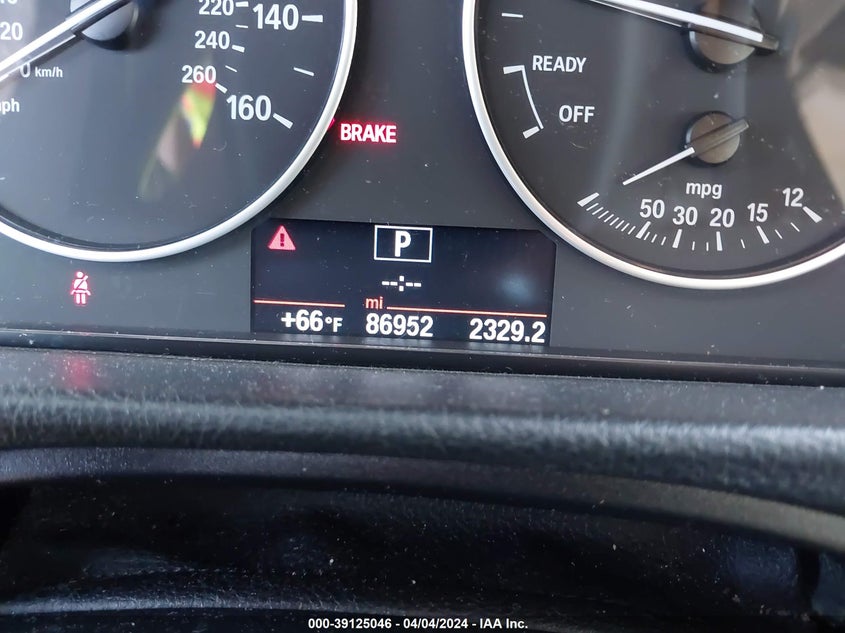 220 140
20
240
0 km/h
260
mph
160
BRAKE
READY
OFF
mpg
50 30 20 15 12
P
--:--
mi
+66°F 86952 2329.2
000-39125046 - 04/04/2024 - IAA Inc.